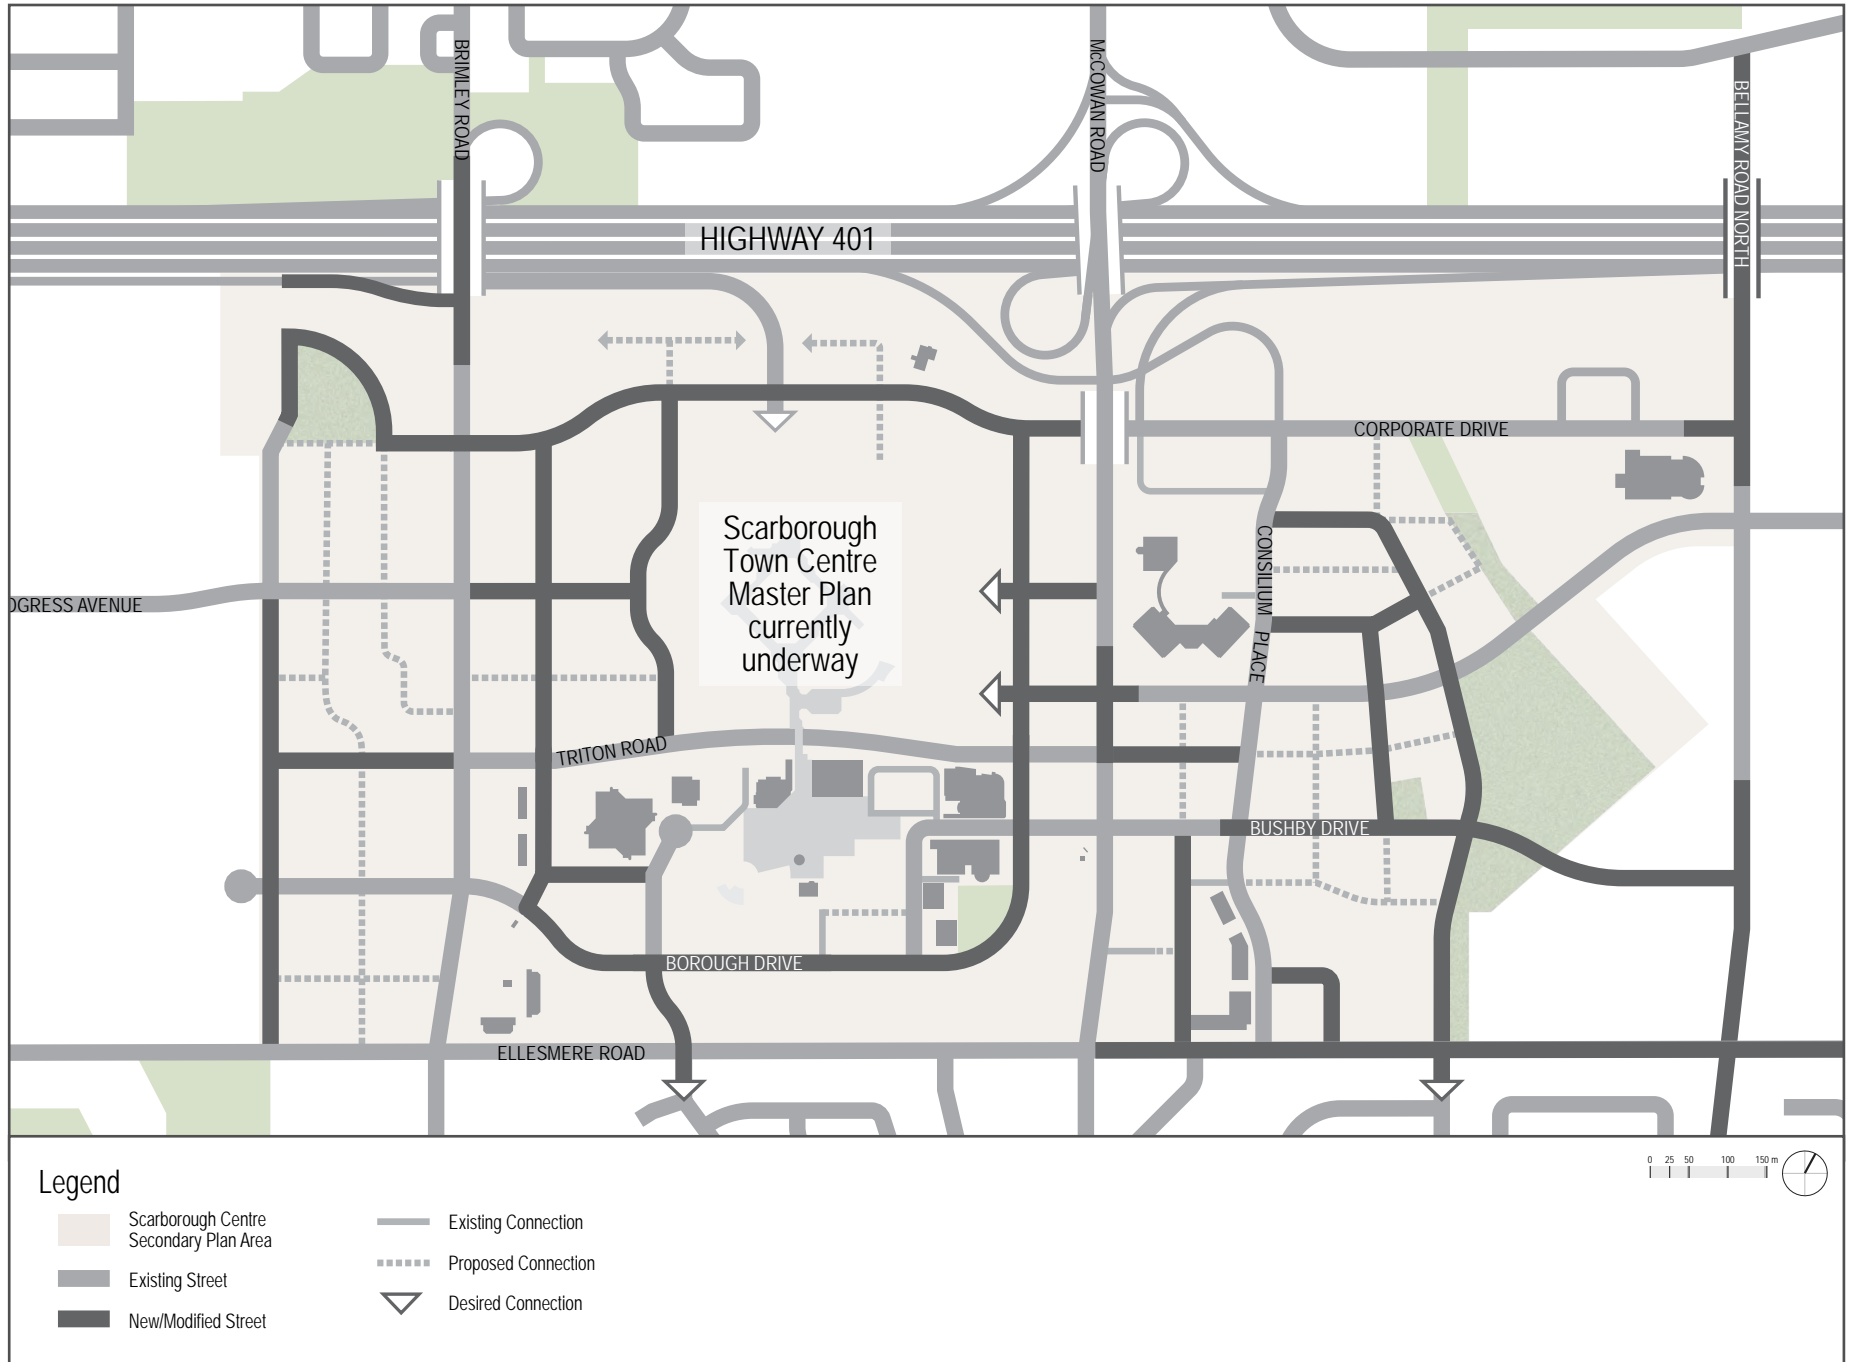 BRIMLEY ROAD
McCOWAN ROAD
BELLAMY ROAD NORTH
HIGHWAY 401
CORPORATE DRIVE
Scarborough
Town Centre
Master Plan
currently
underway
CONSILIUM PLACE
OGRESS AVENUE
TRITON ROAD
BUSHBY DRIVE
BOROUGH DRIVE
ELLESMERE ROAD
0 25 50 100 150 m
Legend
Scarborough Centre
Secondary Plan Area
Existing Street
New/Modified Street
Existing Connection
Proposed Connection
Desired Connection